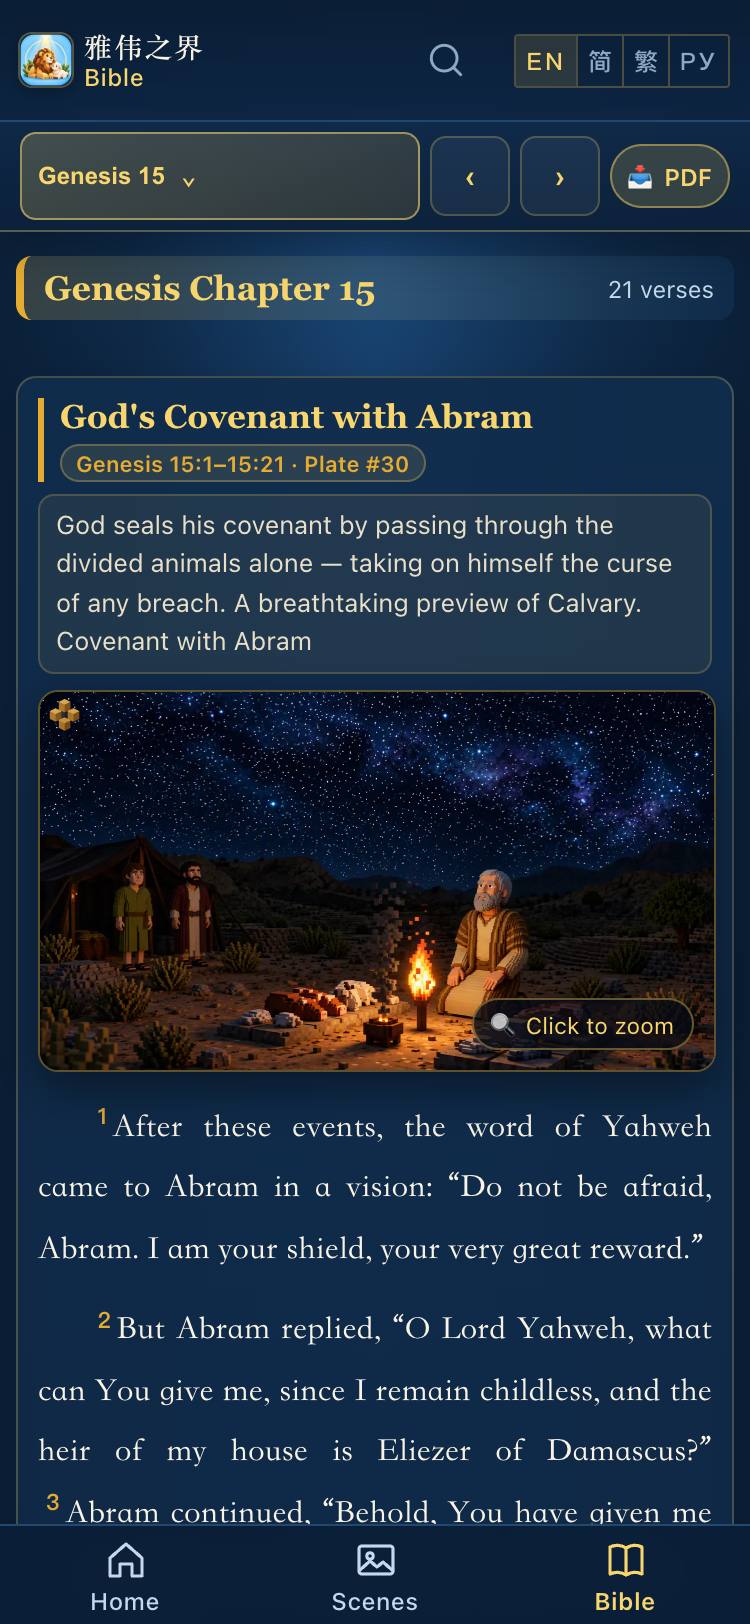 雅伟之界
Bible
EN 简 繁 РУ
Genesis 15
‹ ›
PDF
Genesis Chapter 15
21 verses
God's Covenant with Abram
Genesis 15:1–15:21 · Plate #30
God seals his covenant by passing through the
divided animals alone — taking on himself the curse
of any breach. A breathtaking preview of Calvary.
Covenant with Abram
Click to zoom
1 After these events, the word of Yahweh
came to Abram in a vision: “Do not be afraid,
Abram. I am your shield, your very great reward.”
2 But Abram replied, “O Lord Yahweh, what
can You give me, since I remain childless, and the
heir of my house is Eliezer of Damascus?”
3 Abram continued, “Behold, You have given me
Home
Scenes
Bible